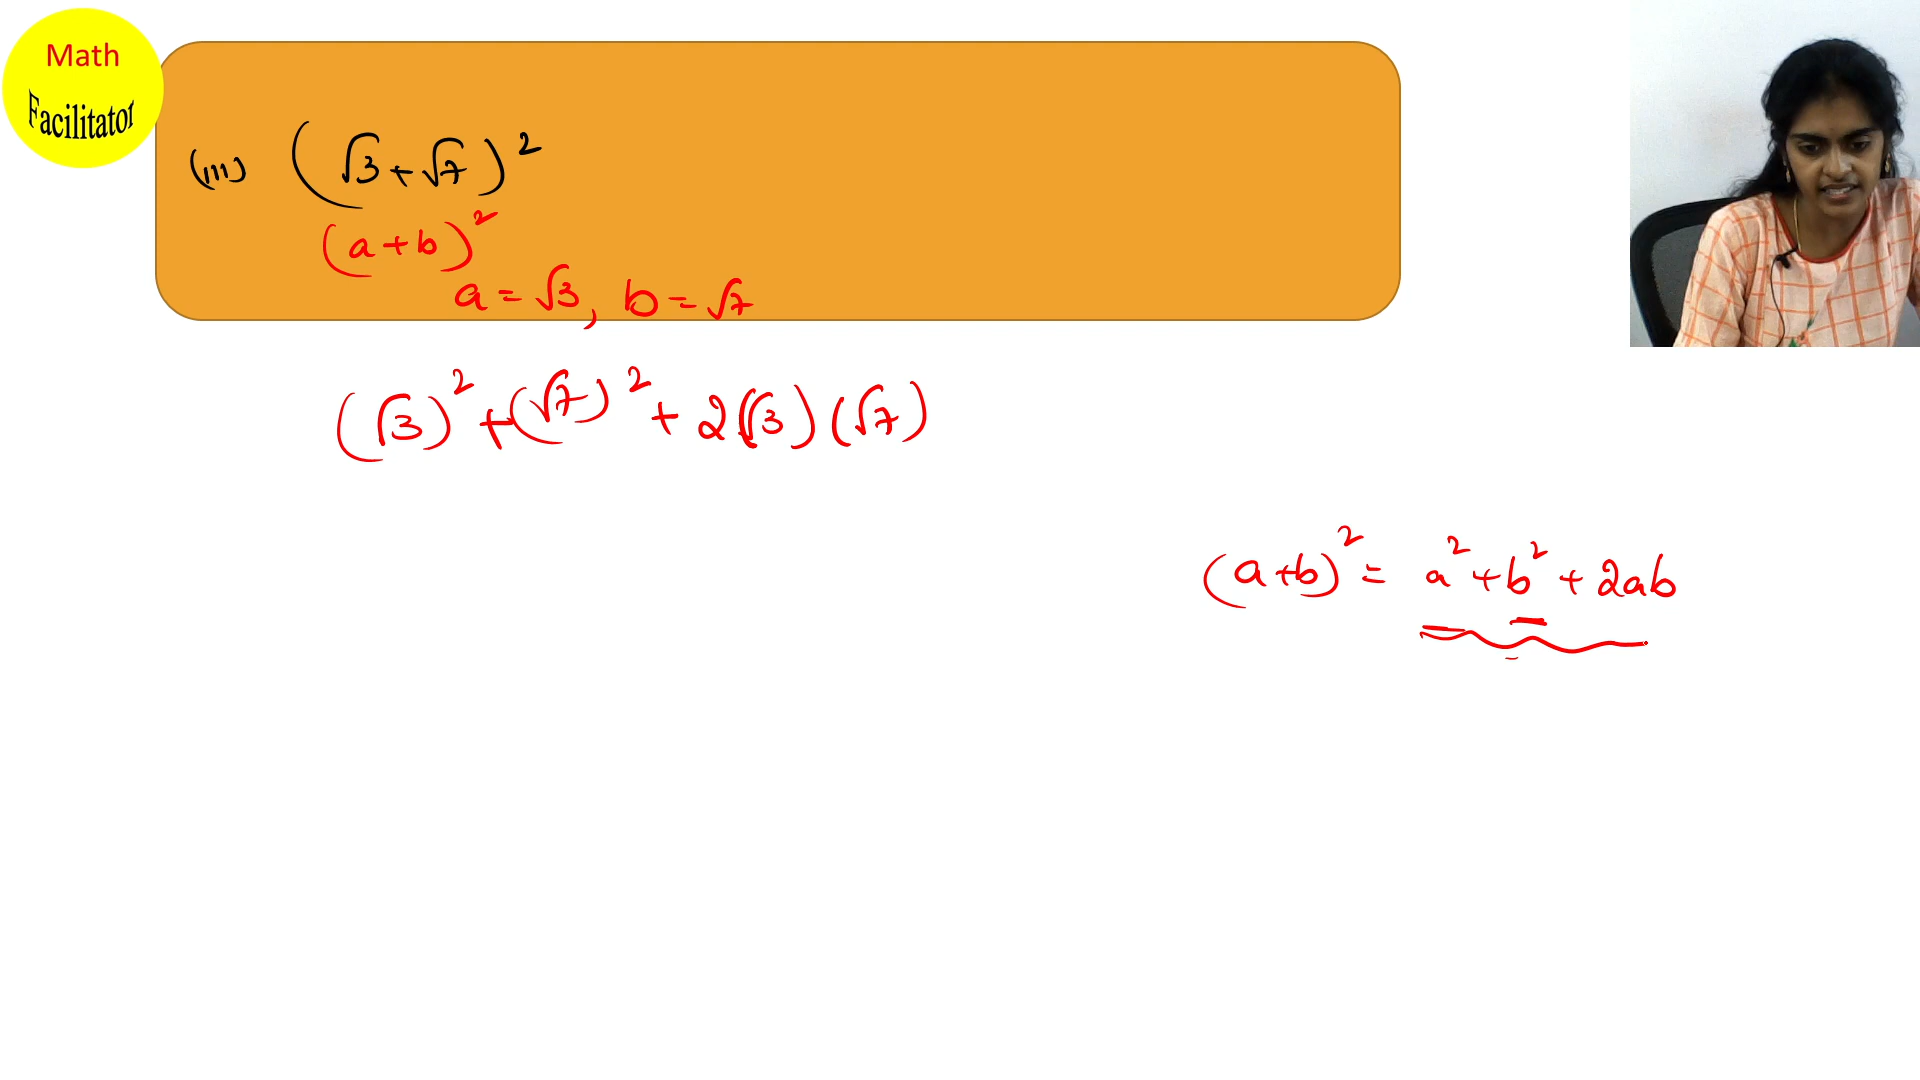 Math
Facilitator
(iii) (√3+√7)²
(a+b)²
a=√3, b=√7
(√3)²+(√7)²+2(√3)(√7)
(a+b)²= a²+b²+2ab